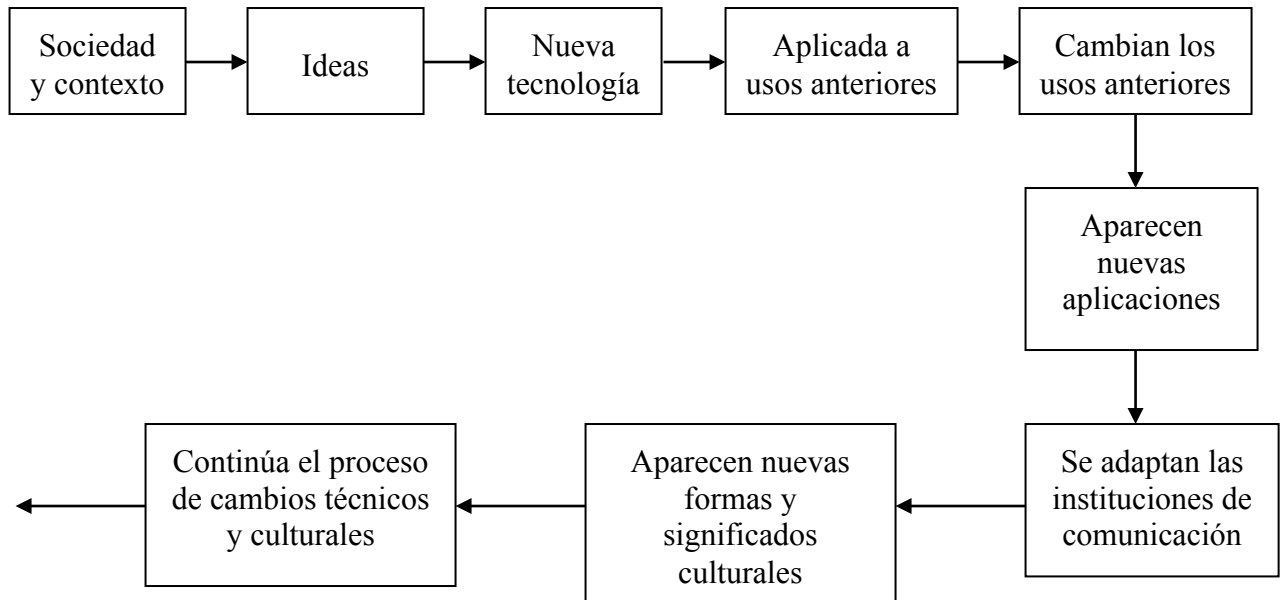 Sociedad
y contexto
Ideas
Nueva
tecnología
Aplicada a
usos anteriores
Cambian los
usos anteriores
Aparecen
nuevas
aplicaciones
Se adaptan las
instituciones de
comunicación
Aparecen nuevas
formas y
significados
culturales
Continúa el proceso
de cambios técnicos
y culturales